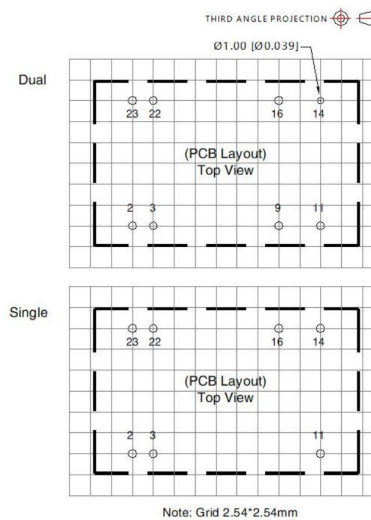 THIRD ANGLE PROJECTION
Ø1.00 [Ø0.039]
Dual
23 22 16 14
(PCB Layout)
Top View
2 3 9 11
Single
23 22 16 14
(PCB Layout)
Top View
2 3 11
Note: Grid 2.54*2.54mm